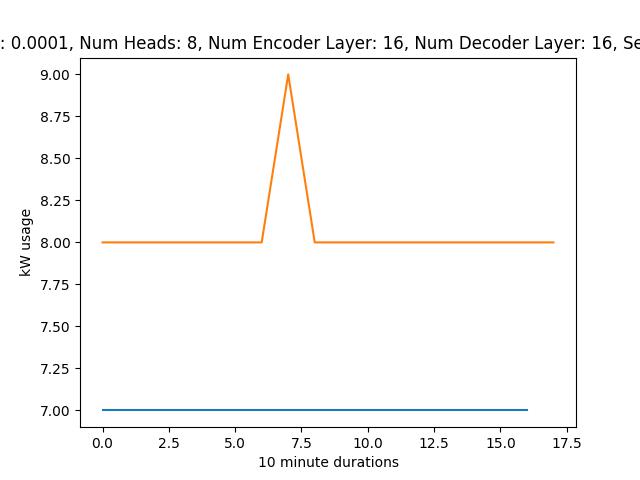 : 0.0001, Num Heads: 8, Num Encoder Layer: 16, Num Decoder Layer: 16, Se
9.00
8.75
8.50
8.25
8.00
7.75
7.50
7.25
7.00
kW usage
0.0 2.5 5.0 7.5 10.0 12.5 15.0 17.5
10 minute durations